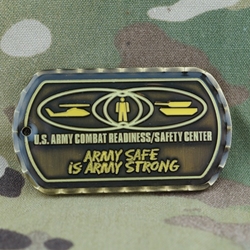 U.S. ARMY COMBAT READINESS/SAFETY CENTER
ARMY SAFE
IS ARMY STRONG